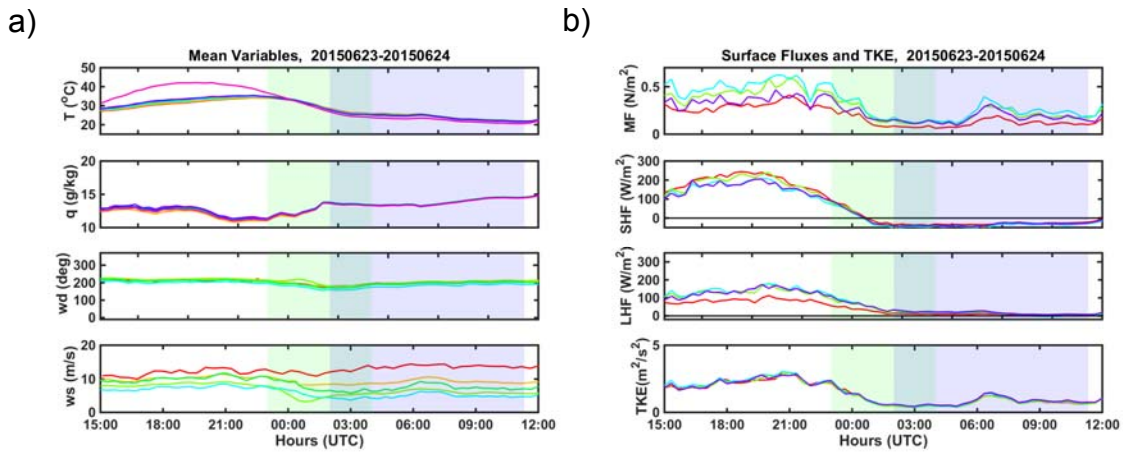 a)
Mean Variables, 20150623-20150624
T (°C)
50
40
30
20
q (g/kg)
20
15
10
wd (deg)
300
200
100
0
ws (m/s)
20
10
0
15:00 18:00 21:00 00:00 03:00 06:00 09:00 12:00
Hours (UTC)
b)
Surface Fluxes and TKE, 20150623-20150624
MF (N/m²)
0.5
0
SHF (W/m²)
300
200
100
0
LHF (W/m²)
300
200
100
0
TKE(m²/s²)
5
0
15:00 18:00 21:00 00:00 03:00 06:00 09:00 12:00
Hours (UTC)